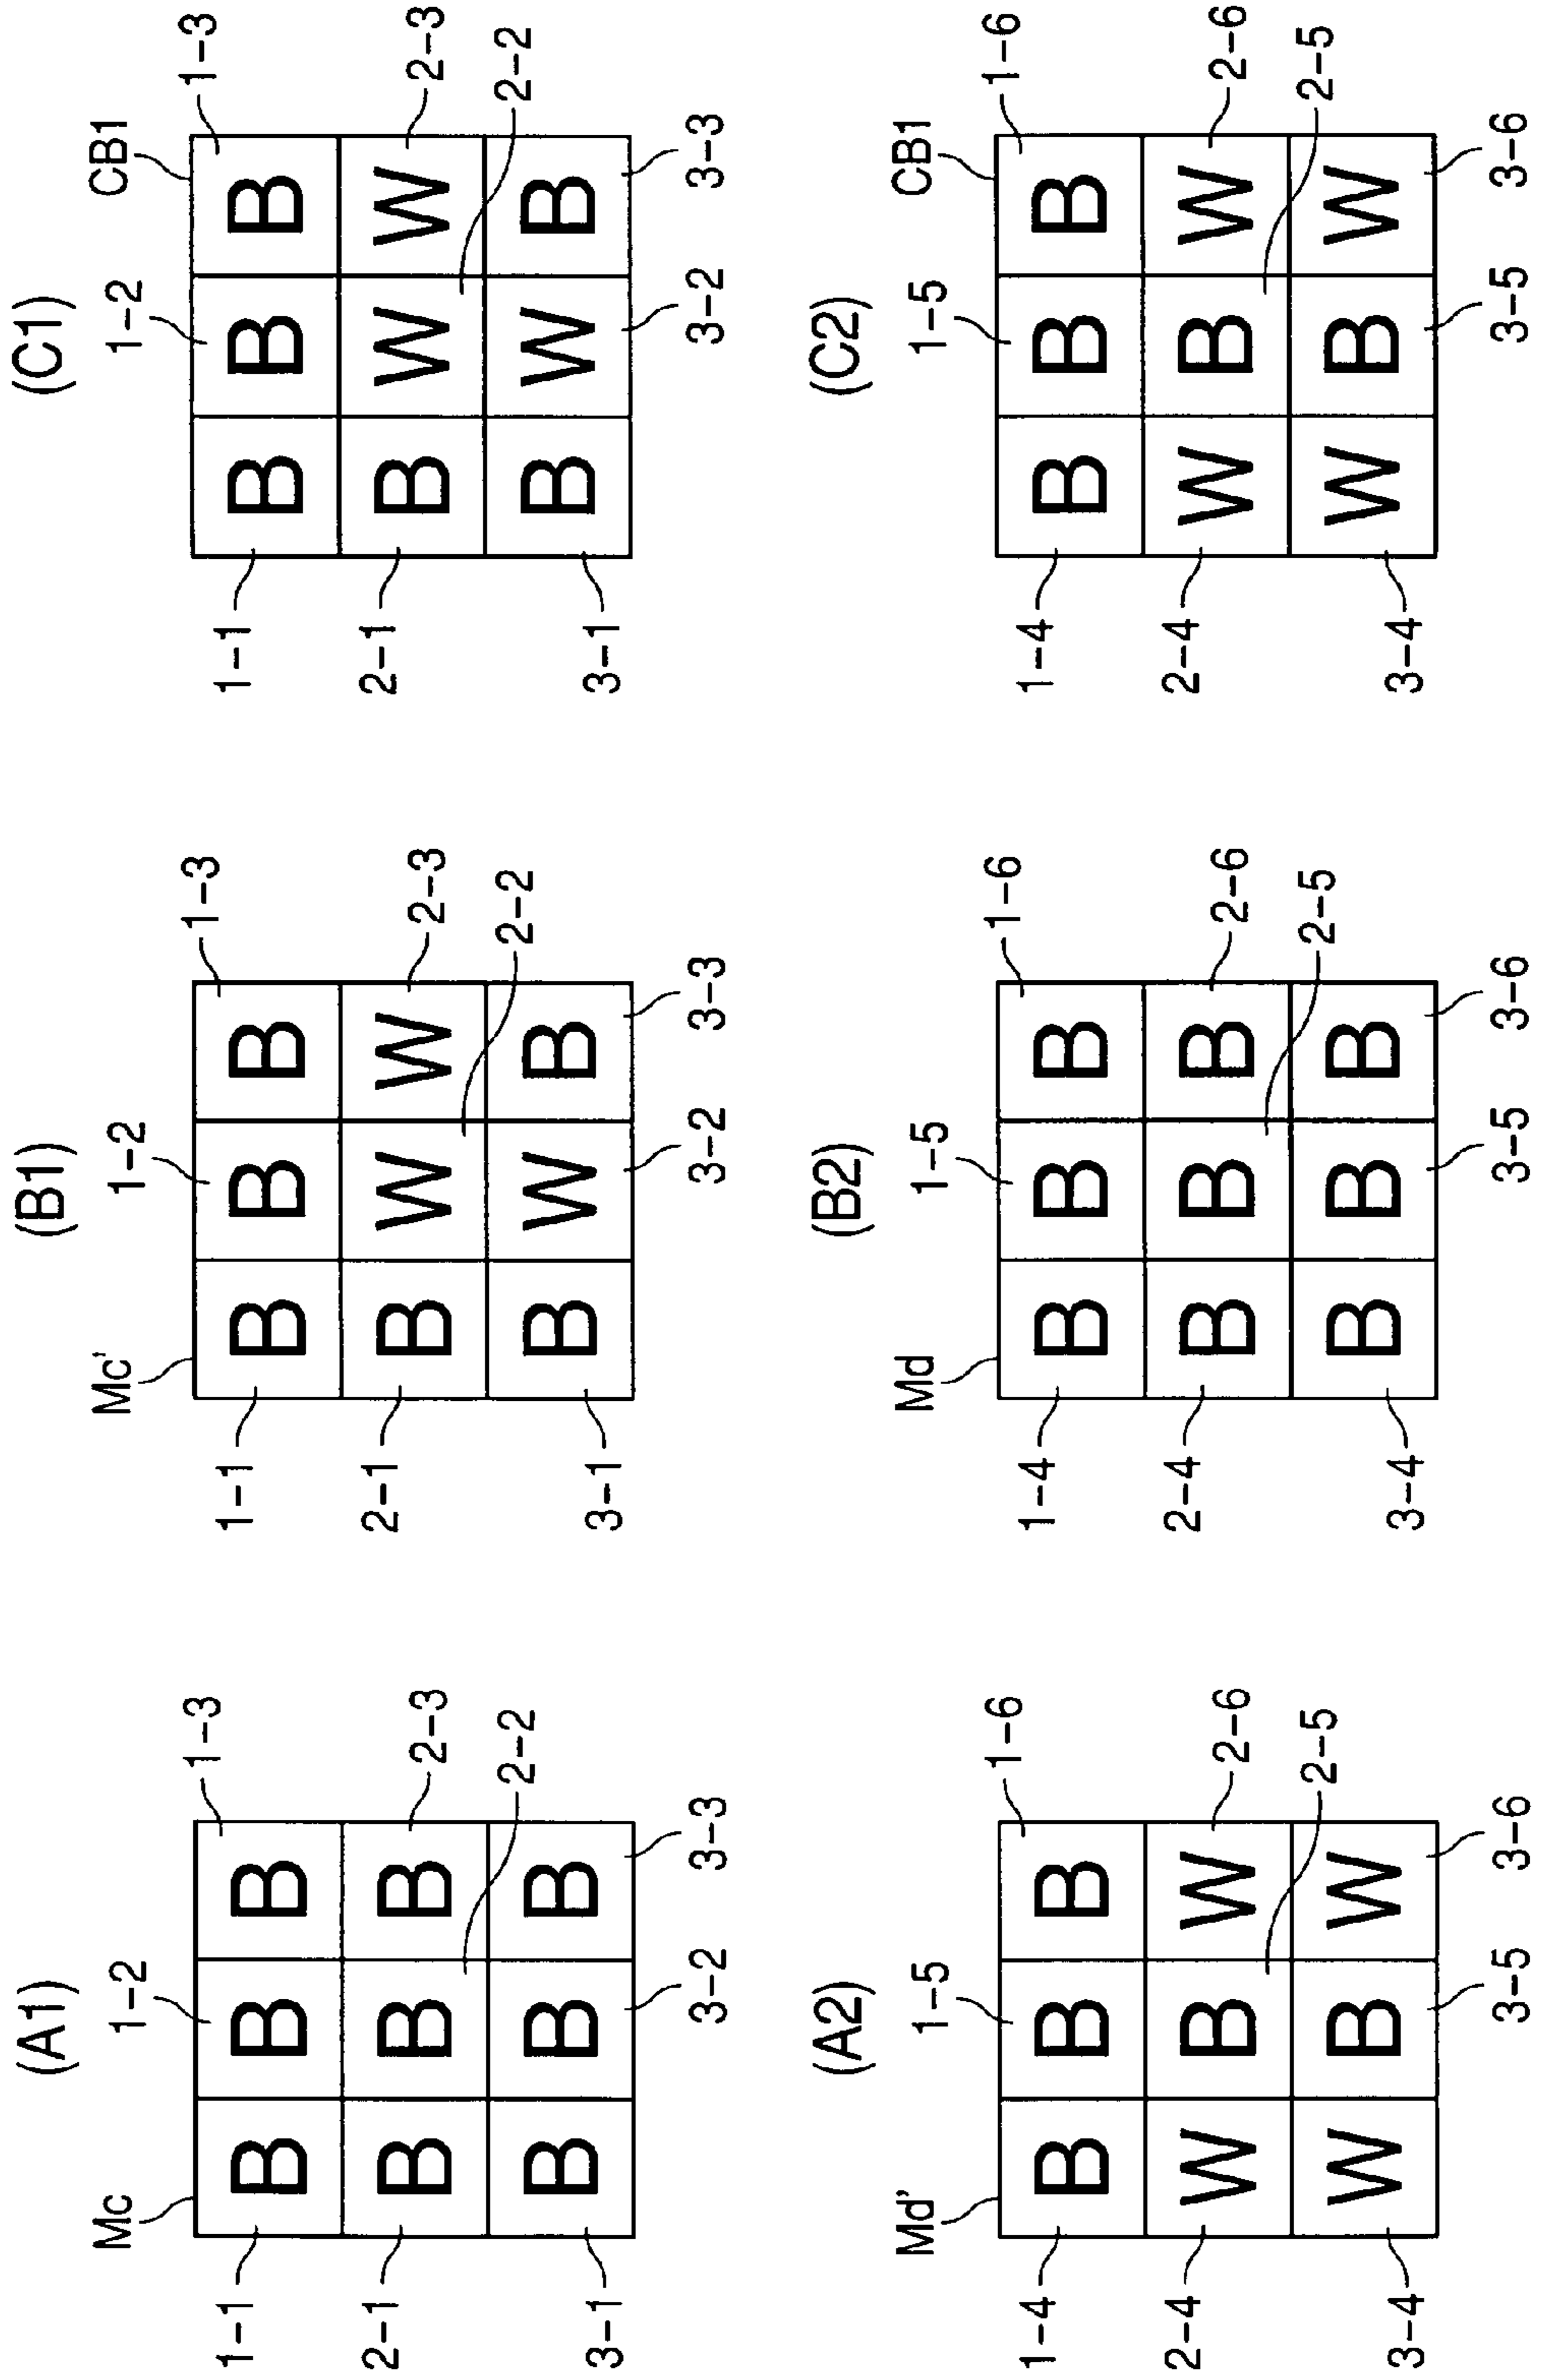 (A1)
Mc
1-2
1-3
1-1
B B B
2-1
B B B
2-3
2-2
3-1
B B B
3-2
3-3
(B1)
Mc'
1-2
1-3
1-1
B B B
2-1
B W W
2-3
2-2
3-1
B W B
3-2
3-3
(C1)
CB1
1-2
1-3
1-1
B B B
2-1
B W W
2-3
2-2
3-1
B W B
3-2
3-3
(A2)
Md'
1-5
1-6
1-4
B B B
2-4
W B W
2-6
2-5
3-4
W B W
3-5
3-6
(B2)
Md
1-5
1-6
1-4
B B B
2-4
B B B
2-6
2-5
3-4
B B B
3-5
3-6
(C2)
CB1
1-5
1-6
1-4
B B B
2-4
W B W
2-6
2-5
3-4
W B W
3-5
3-6